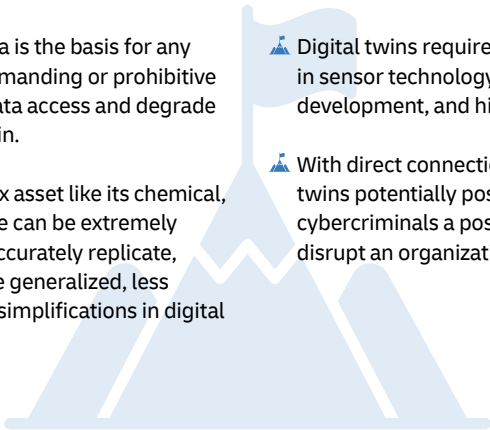 a is the basis for any
manding or prohibitive
ata access and degrade
in.
x asset like its chemical,
e can be extremely
ccurately replicate,
e generalized, less
simplifications in digital
Digital twins require
in sensor technology
development, and hi
With direct connecti
twins potentially pos
cybercriminals a pos
disrupt an organizat